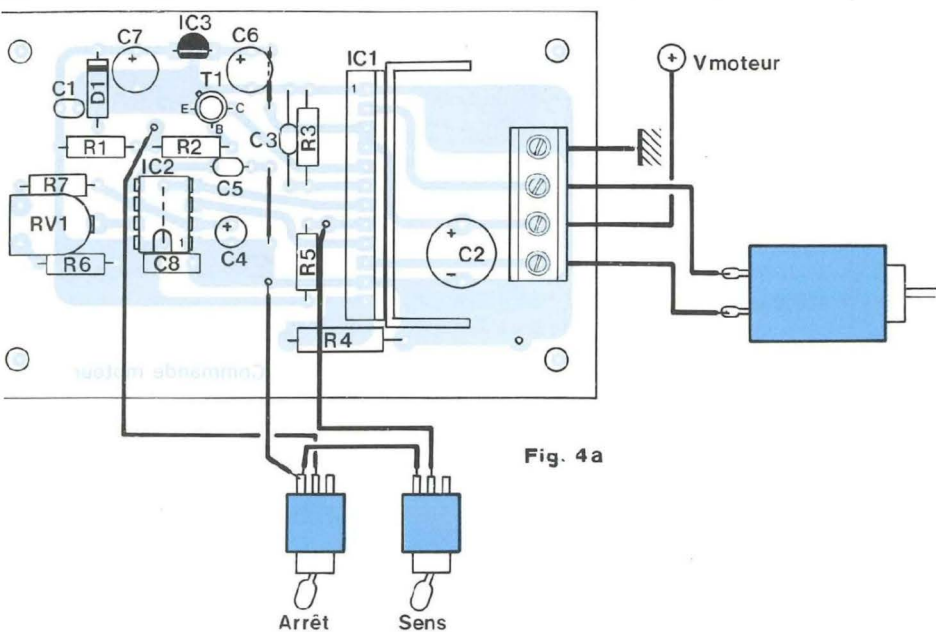 IC3
C7
C6
IC1
+ Vmoteur
+
+
T1
1
C1
D1
E
C
B
C3
R3
R1
R2
IC2
C5
R7
RV1
+
+
R5
C2
C4
1
-
R6
C8
R4
Commande moteur
Fig. 4a
Arrêt
Sens